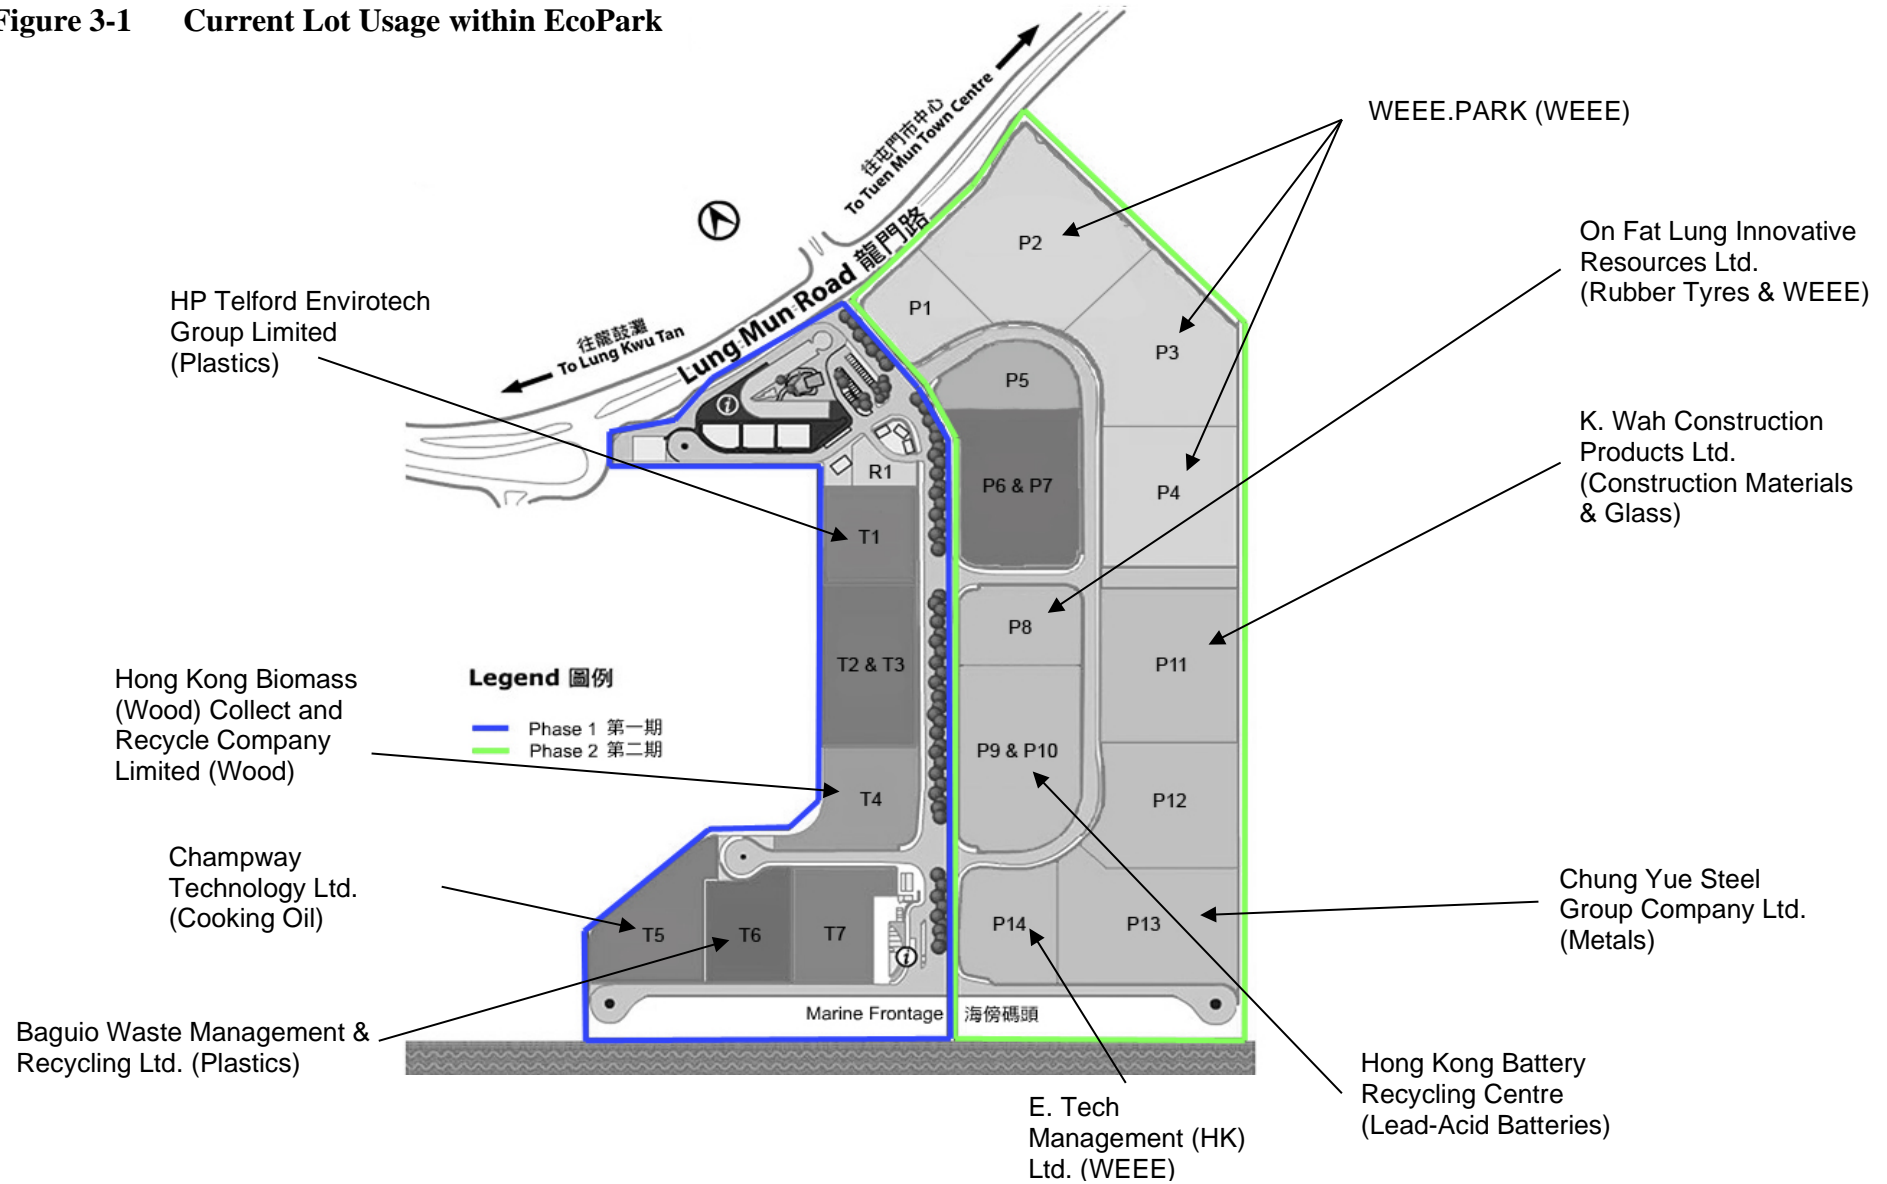 Figure 3-1 Current Lot Usage within EcoPark
往屯門市中心
To Tuen Mun Town Centre
WEEE.PARK (WEEE)
On Fat Lung Innovative
Resources Ltd.
(Rubber Tyres & WEEE)
HP Telford Envirotech
Group Limited
(Plastics)
往龍鼓灘
To Lung Kwu Tan
Lung Mun Road 龍門路
P2
P1
P3
P5
P4
P6 & P7
R1
T1
K. Wah Construction
Products Ltd.
(Construction Materials
& Glass)
P8
T2 & T3
P11
Hong Kong Biomass
(Wood) Collect and
Recycle Company
Limited (Wood)
Legend 圖例
Phase 1 第一期
Phase 2 第二期
P9 & P10
T4
P12
Champway
Technology Ltd.
(Cooking Oil)
T5
T6
T7
P14
P13
Chung Yue Steel
Group Company Ltd.
(Metals)
Marine Frontage 海傍碼頭
Baguio Waste Management &
Recycling Ltd. (Plastics)
E. Tech
Management (HK)
Ltd. (WEEE)
Hong Kong Battery
Recycling Centre
(Lead-Acid Batteries)